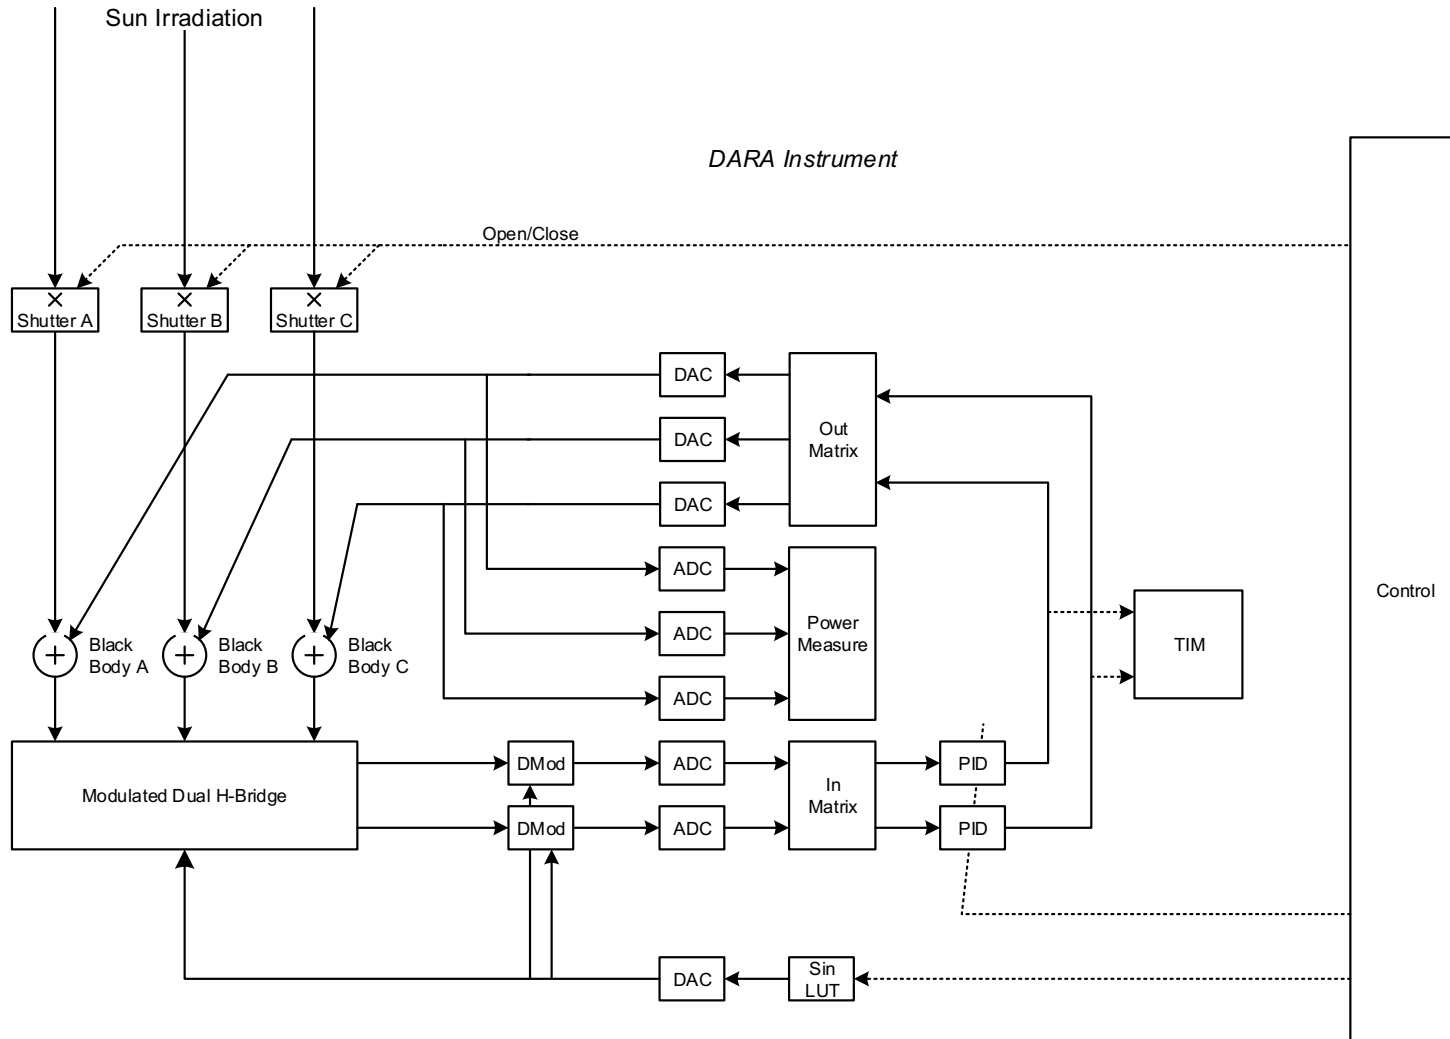 Sun Irradiation
DARA Instrument
Open/Close
Shutter A
Shutter B
Shutter C
DAC
DAC
DAC
Out
Matrix
ADC
ADC
ADC
Power
Measure
Control
TIM
Black
Body A
Black
Body B
Black
Body C
Modulated Dual H-Bridge
DMod
DMod
ADC
ADC
In
Matrix
PID
PID
DAC
Sin
LUT